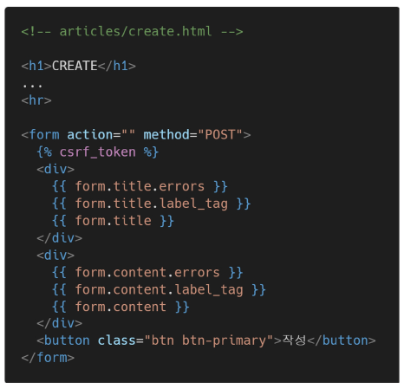 <!-- articles/create.html -->
<h1>CREATE</h1>
...
<hr>
<form action="" method="POST">
{% csrf_token %}
<div>
{{ form.title.errors }}
{{ form.title.label_tag }}
{{ form.title }}
</div>
<div>
{{ form.content.errors }}
{{ form.content.label_tag }}
{{ form.content }}
</div>
<button class="btn btn-primary">작성</button>
</form>